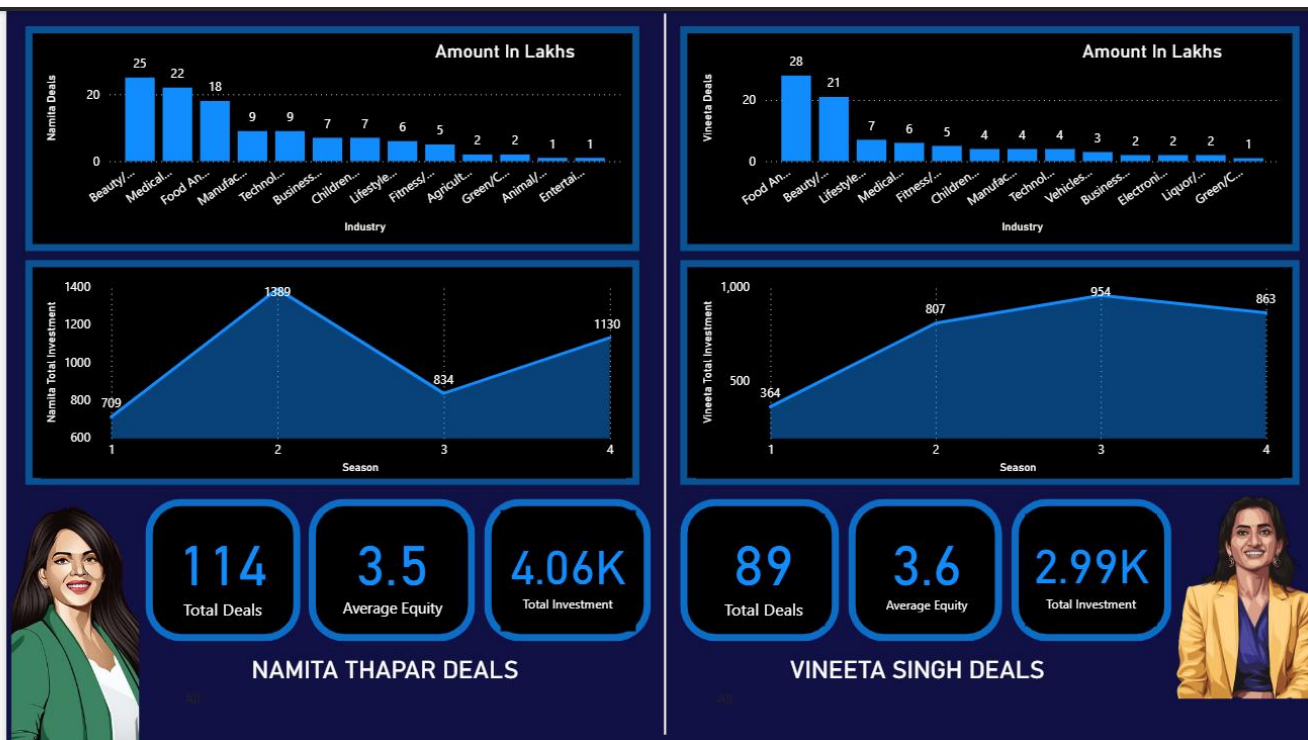 Amount In Lakhs
Namita Deals
20
0
25
22
18
9
9
7
7
6
5
2
2
1
1
Beauty/...
Medical...
Food An...
Manufac...
Technol...
Business...
Children...
Lifestyle...
Fitness/...
Agricult...
Green/C...
Animal/...
Entertai...
Industry
Namita Total Investment
1400
1200
1000
800
600
709
1389
834
1130
1
2
3
4
Season
114
Total Deals
3.5
Average Equity
4.06K
Total Investment
NAMITA THAPAR DEALS
All
Amount In Lakhs
Vineeta Deals
20
0
28
21
7
6
5
4
4
4
3
2
2
2
1
Food An...
Beauty/...
Lifestyle...
Medical...
Fitness/...
Children...
Manufac...
Technol...
Vehicles...
Business...
Electroni...
Liquor/...
Green/C...
Industry
Vineeta Total Investment
1,000
500
364
807
954
863
1
2
3
4
Season
89
Total Deals
3.6
Average Equity
2.99K
Total Investment
VINEETA SINGH DEALS
All